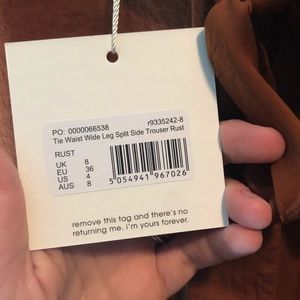 PO: 0000066538 r9335242-8
Tie Waist Wide Leg Split Side Trouser Rust
RUST
UK 8
EU 36
US 4
AUS 8
5 054941 967026
remove this tag and there's no
returning me. i'm yours forever.